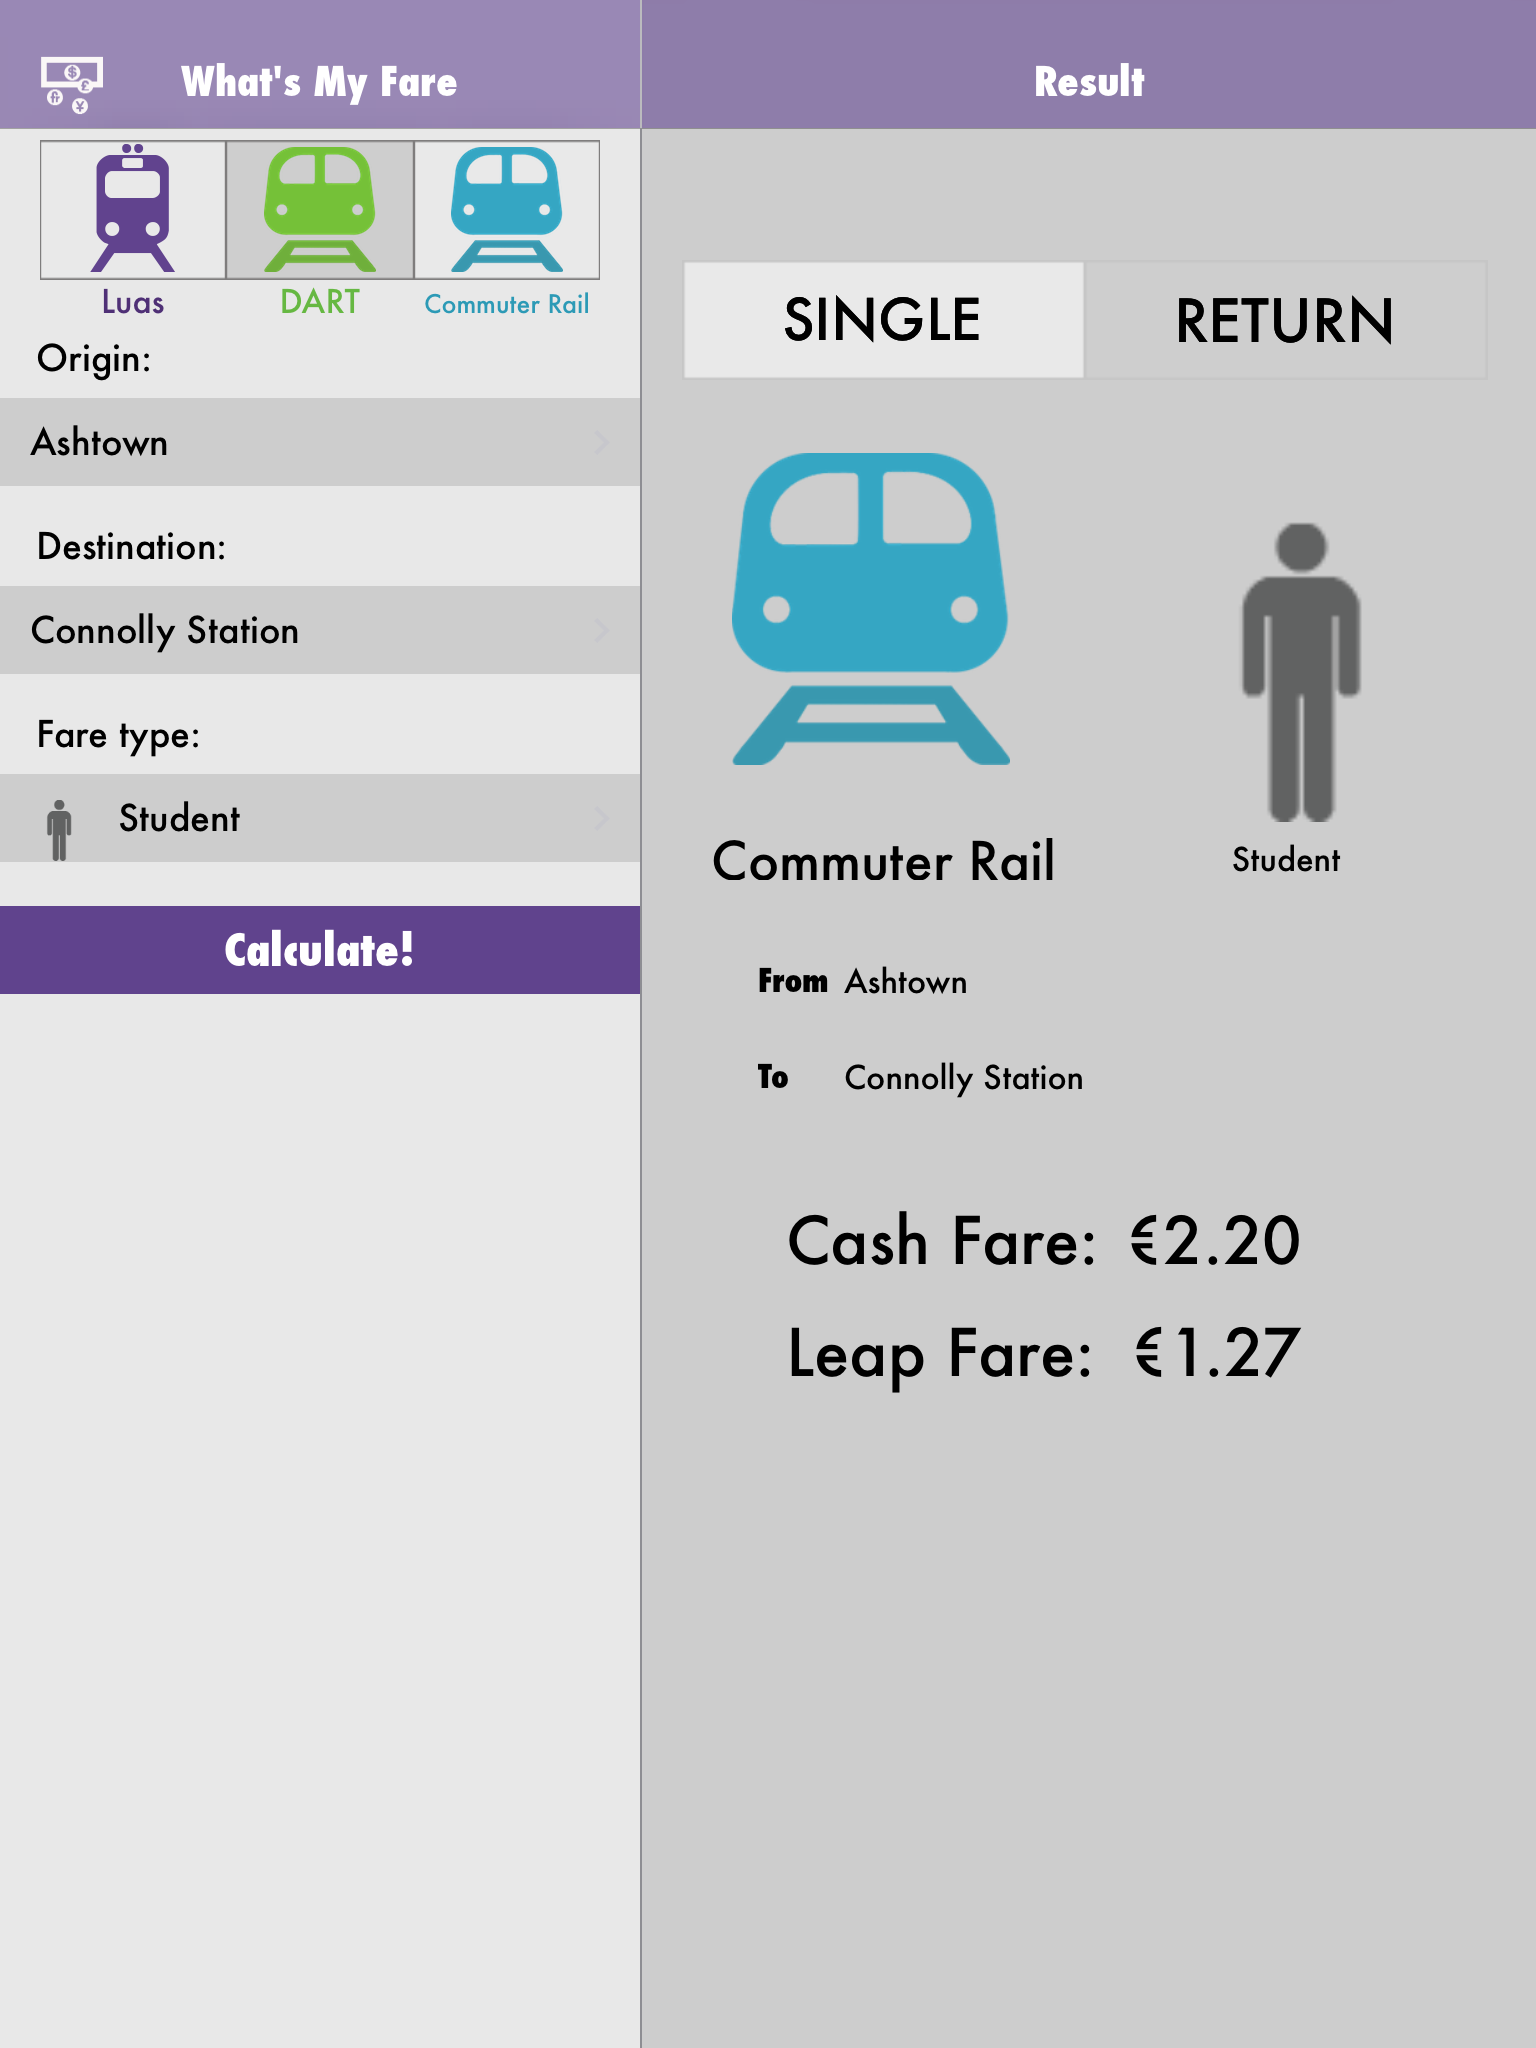 What's My Fare
Luas
DART
Commuter Rail
Origin:
Ashtown
Destination:
Connolly Station
Fare type:
Student
Calculate!
Result
SINGLE
RETURN
Commuter Rail
Student
From Ashtown
To Connolly Station
Cash Fare: €2.20
Leap Fare: €1.27